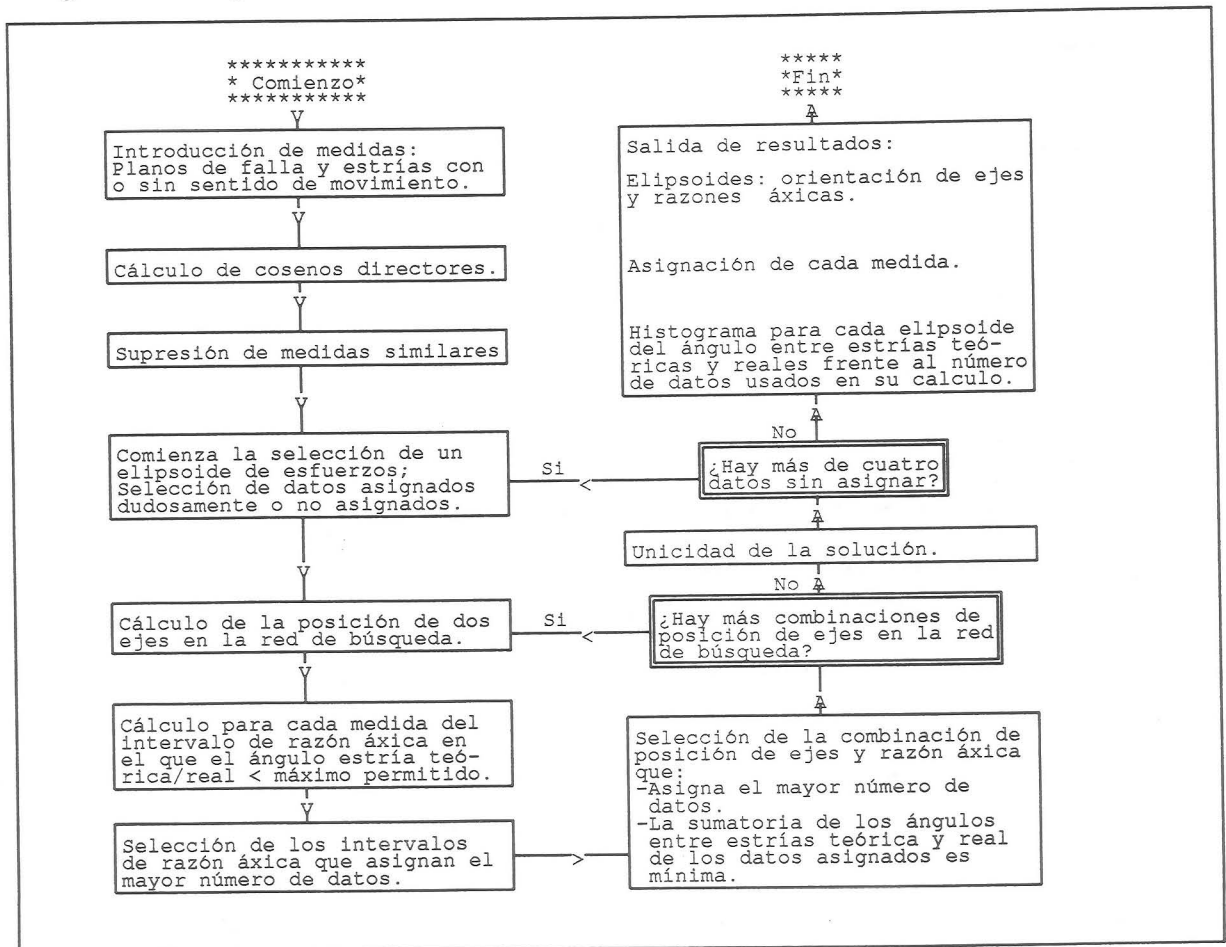 ***********
* Comienzo*
***********
V
Introducción de medidas:
Planos de falla y estrías con
o sin sentido de movimiento.
V
Cálculo de cosenos directores.
V
Supresión de medidas similares
V
Comienza la selección de un
elipsoide de esfuerzos;
Selección de datos asignados
dudosamente o no asignados.
V
Cálculo de la posición de dos
ejes en la red de búsqueda.
V
Cálculo para cada medida del
intervalo de razón áxica en
el que el ángulo estría teó-
rica/real < máximo permitido.
V
Selección de los intervalos
de razón áxica que asignan el
mayor número de datos.
>
Selección de la combinación de
posición de ejes y razón áxica
que:
-Asigna el mayor número de
datos.
-La sumatoria de los ángulos
entre estrías teórica y real
de los datos asignados es
mínima.
A
¿Hay más combinaciones de
posición de ejes en la red
de búsqueda?
Si
<
No A
Unicidad de la solución.
A
¿Hay más de cuatro
datos sin asignar?
Si
<
No
A
Salida de resultados:
Elipsoides: orientación de ejes
y razones áxicas.
Asignación de cada medida.
Histograma para cada elipsoide
del ángulo entre estrías teó-
ricas y reales frente al número
de datos usados en su calculo.
A
*****
*Fin*
*****